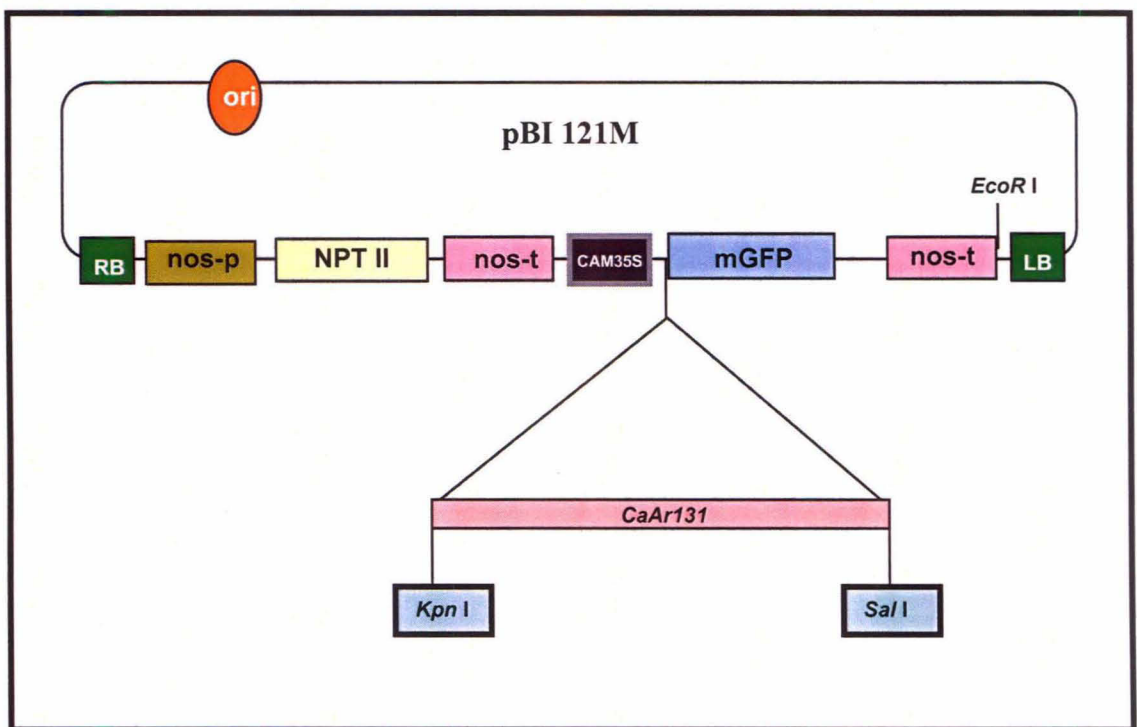 ori
pBI 121M
EcoR I
RB nos-p NPT II nos-t CAM35S mGFP nos-t LB
CaAr131
Kpn I Sal I